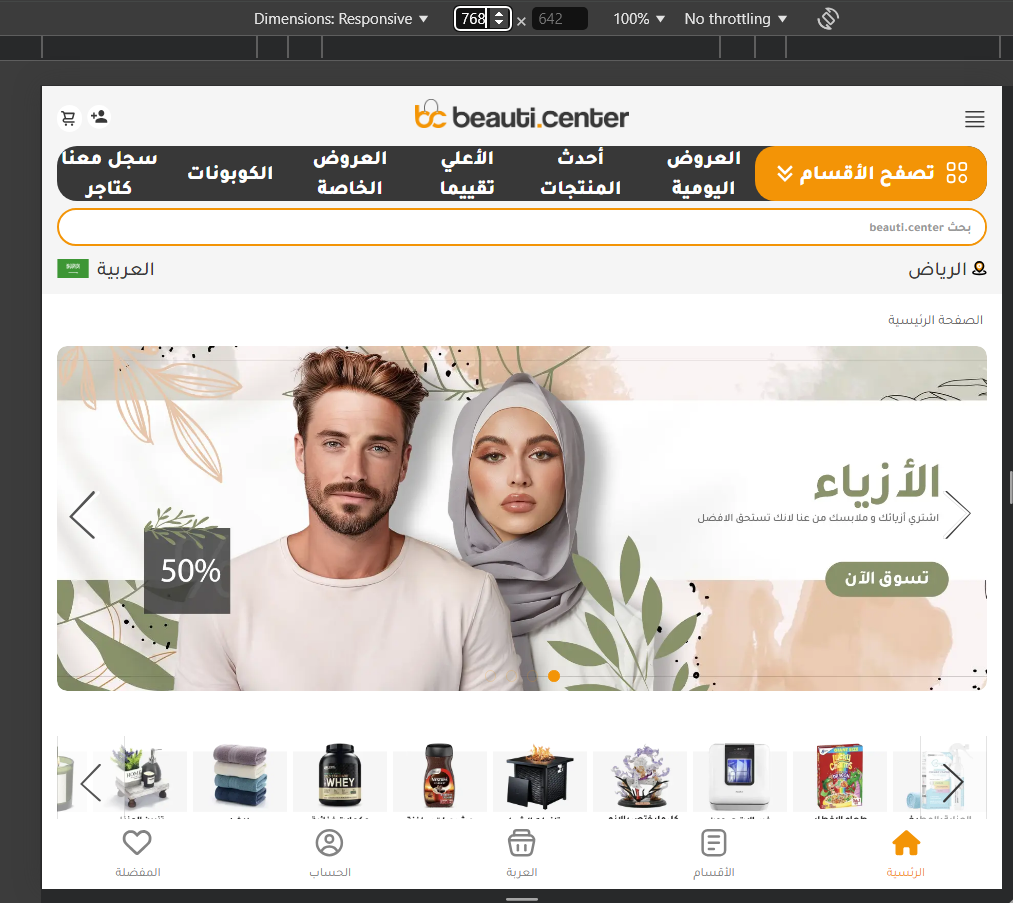 Dimensions: Responsive 768 × 642 100% No throttling
beauti.center
تصفح الأقسام
العروض اليومية
أحدث المنتجات
الأعلي تقييما
العروض الخاصة
الكوبونات
سجل معنا كتاجر
بحث beauti.center
الرياض
العربية
الصفحة الرئيسية
الأزياء
اشتري أزيائك و ملابسك من عنا لانك تستحق الافضل
تسوق الآن
50%
WHEY
الرئسية
الأقسام
العربة
الحساب
المفضلة